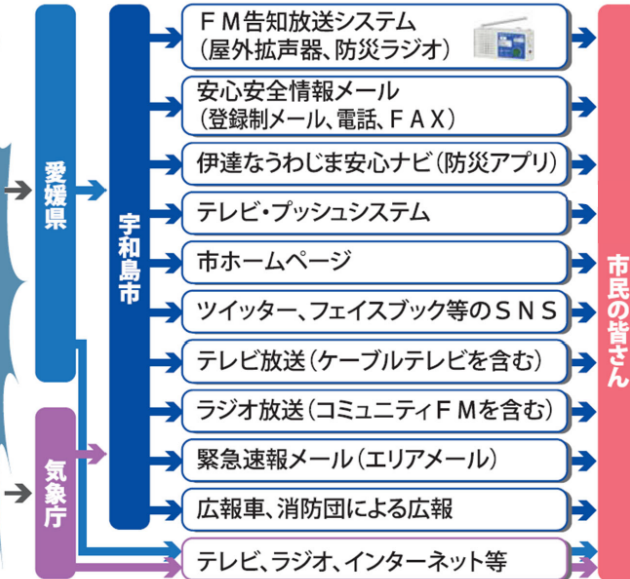 愛媛県
気象庁
宇和島市
ＦＭ告知放送システム
（屋外拡声器、防災ラジオ）
安心安全情報メール
（登録制メール、電話、ＦＡＸ）
伊達なうわじま安心ナビ（防災アプリ）
テレビ・プッシュシステム
市ホームページ
ツイッター、フェイスブック等のＳＮＳ
テレビ放送（ケーブルテレビを含む）
ラジオ放送（コミュニティＦＭを含む）
緊急速報メール（エリアメール）
広報車、消防団による広報
テレビ、ラジオ、インターネット等
市民の皆さん